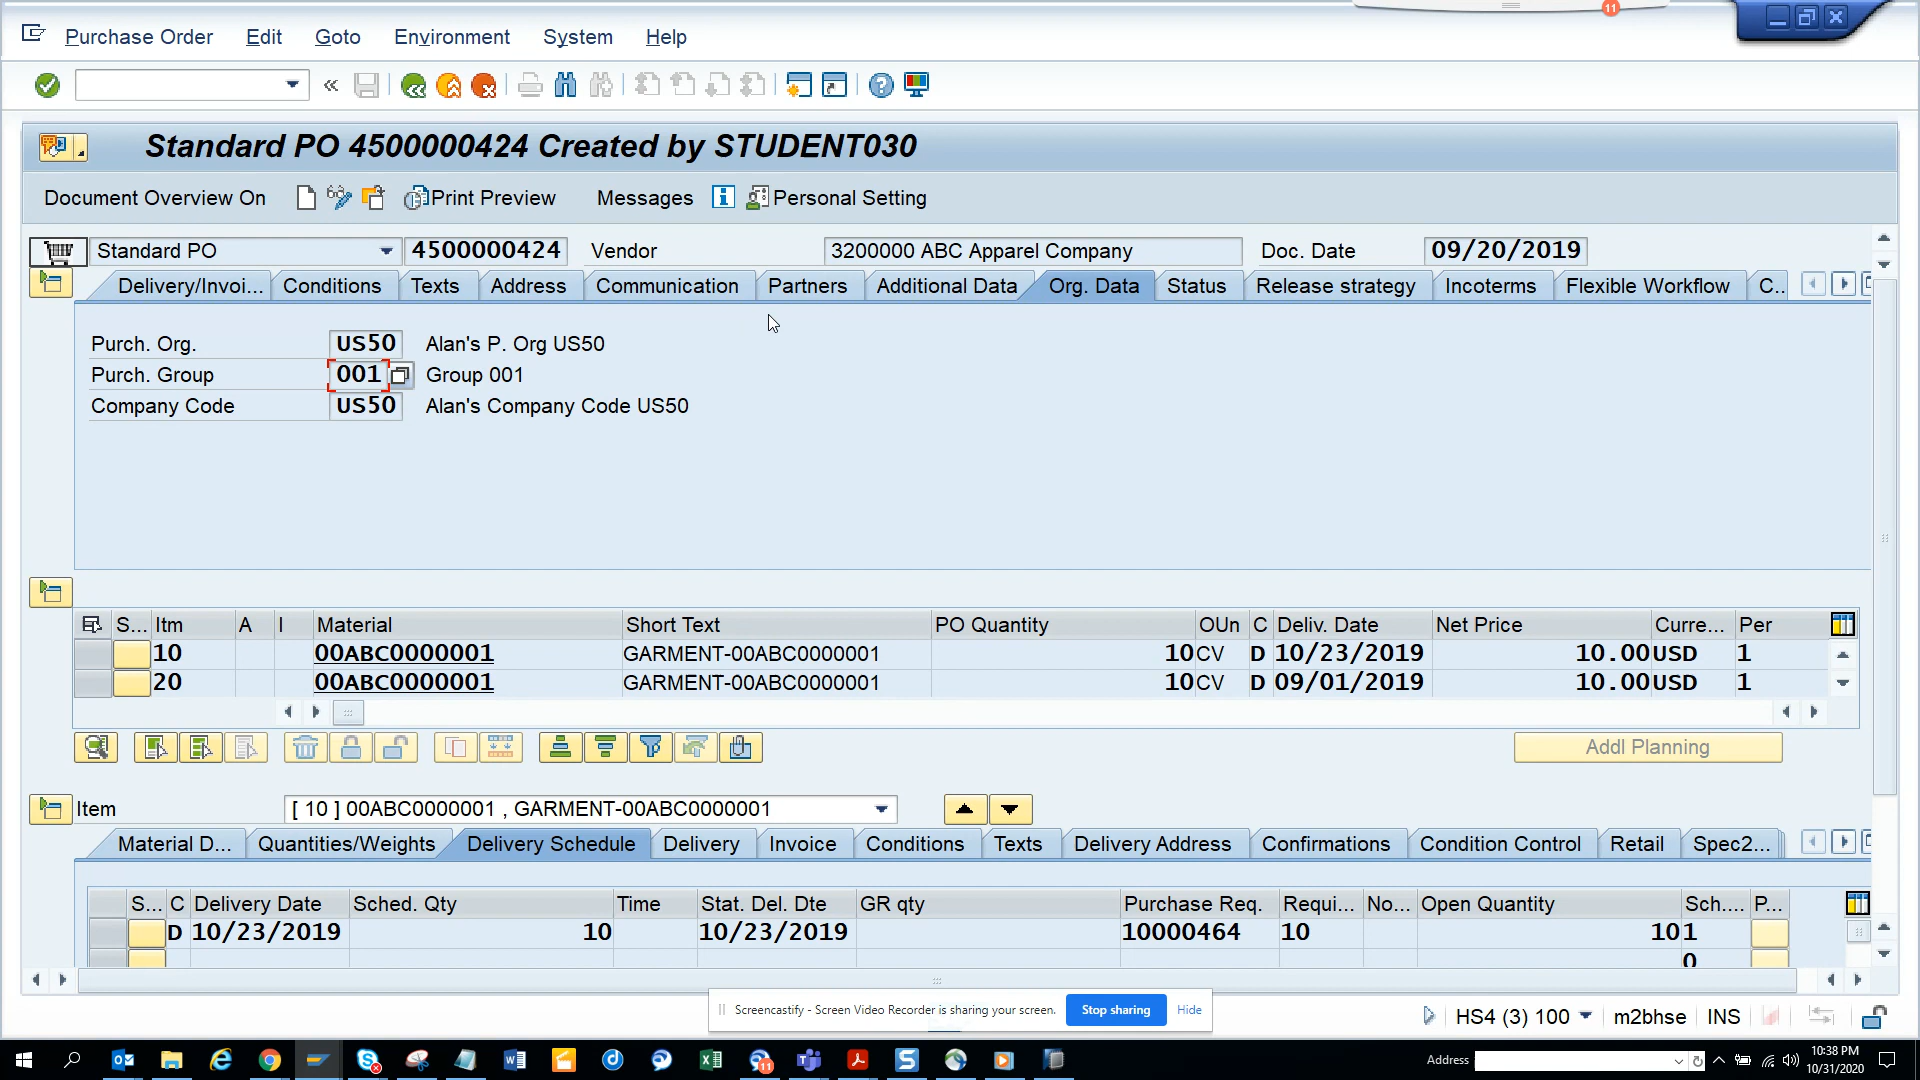 11
Purchase Order Edit Goto Environment System Help
Standard PO 4500000424 Created by STUDENT030
Document Overview On Print Preview Messages Personal Setting
Standard PO 4500000424 Vendor 3200000 ABC Apparel Company Doc. Date 09/20/2019
Delivery/Invoi... Conditions Texts Address Communication Partners Additional Data Org. Data Status Release strategy Incoterms Flexible Workflow C..
Purch. Org. US50 Alan's P. Org US50
Purch. Group 001 Group 001
Company Code US50 Alan's Company Code US50
S... Itm A I Material Short Text PO Quantity OUn C Deliv. Date Net Price Curre... Per
10 00ABC0000001 GARMENT-00ABC0000001 10 CV D 10/23/2019 10.00 USD 1
20 00ABC0000001 GARMENT-00ABC0000001 10 CV D 09/01/2019 10.00 USD 1
Addl Planning
Item [ 10 ] 00ABC0000001 , GARMENT-00ABC0000001
Material D... Quantities/Weights Delivery Schedule Delivery Invoice Conditions Texts Delivery Address Confirmations Condition Control Retail Spec2...
S... C Delivery Date Sched. Qty Time Stat. Del. Dte GR qty Purchase Req. Requi... No... Open Quantity Sch.... P...
D 10/23/2019 10 10/23/2019 10000464 10 10 1
0
Screencastify - Screen Video Recorder is sharing your screen. Stop sharing Hide
HS4 (3) 100 m2bhse INS
Address 10:38 PM
10/31/2020
11